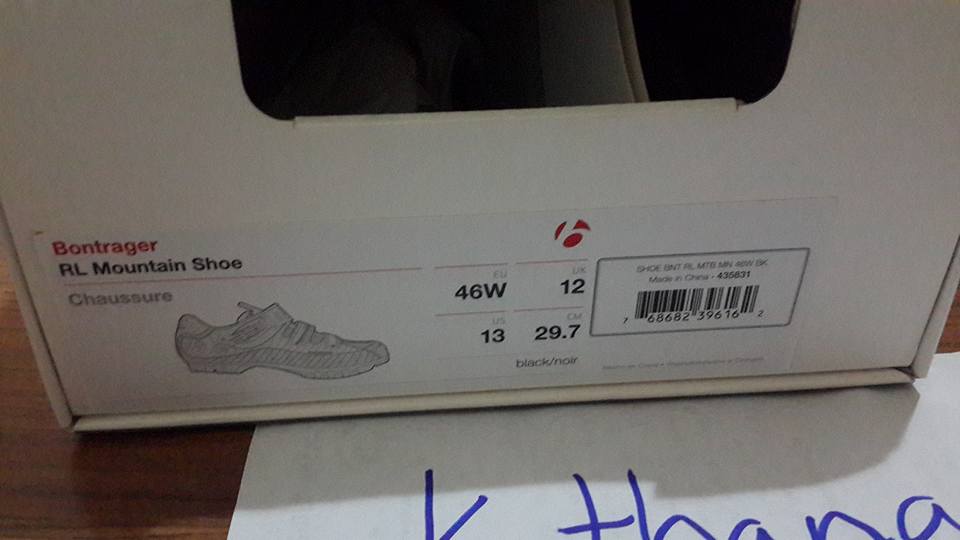 Bontrager
RL Mountain Shoe
Chaussure
EU
46W
UK
12
US
13
CM
29.7
black/noir
SHOE BNT RL MTB MN 46W BK
Made in China - 435831
7 68682 39616 2
k thana